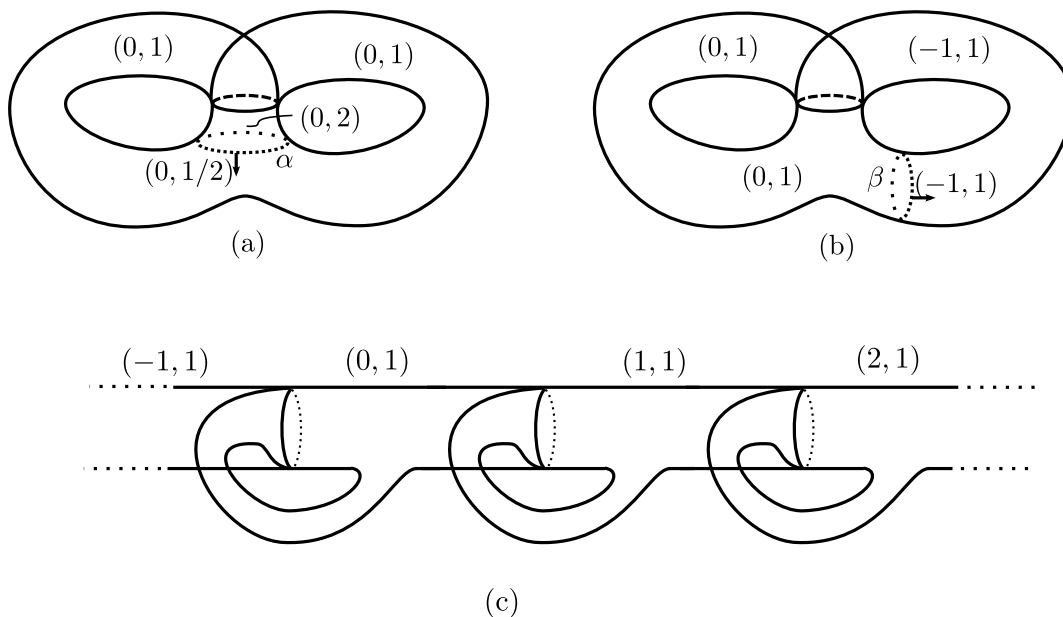 (0, 1)
(0, 1)
(0, 2)
(0, 1/2)
α
(a)
(0, 1)
(−1, 1)
(0, 1)
β
(−1, 1)
(b)
(−1, 1)
(0, 1)
(1, 1)
(2, 1)
(c)